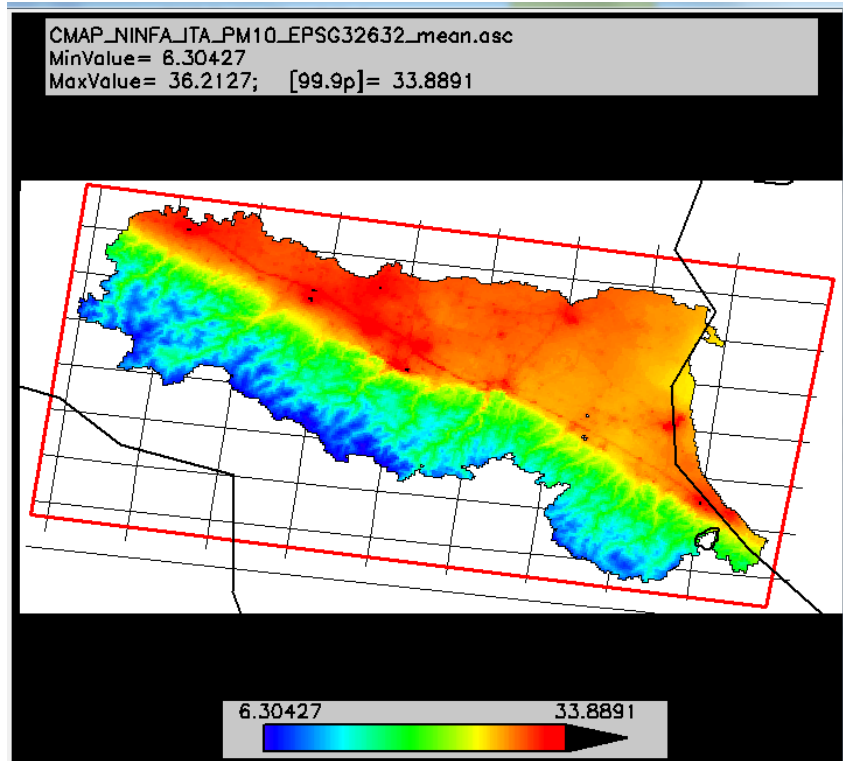 CMAP_NINFA_ITA_PM10_EPSG32632_mean.asc
MinValue= 6.30427
MaxValue= 36.2127; [99.9p]= 33.8891
6.30427 33.8891